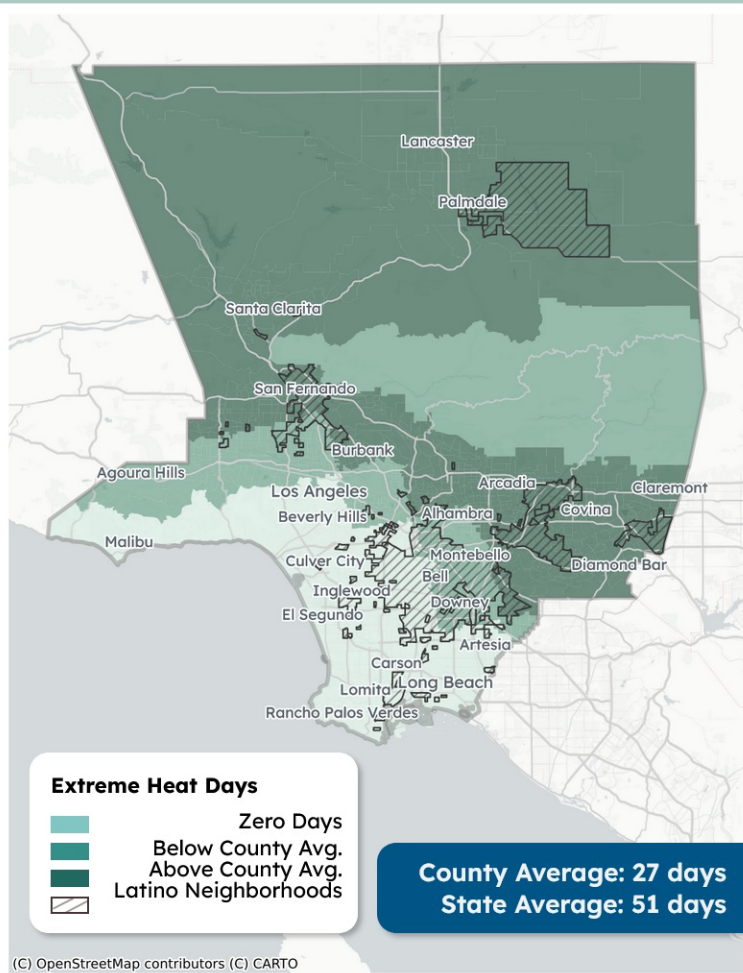 Lancaster
Palmdale
Santa Clarita
San Fernando
Burbank
Agoura Hills
Los Angeles
Arcadia
Claremont
Beverly Hills
Alhambra
Covina
Malibu
Culver City
Montebello
Diamond Bar
Bell
Inglewood
Downey
El Segundo
Artesia
Carson
Lomita
Long Beach
Rancho Palos Verdes
Extreme Heat Days
Zero Days
Below County Avg.
Above County Avg.
Latino Neighborhoods
County Average: 27 days
State Average: 51 days
(C) OpenStreetMap contributors (C) CARTO